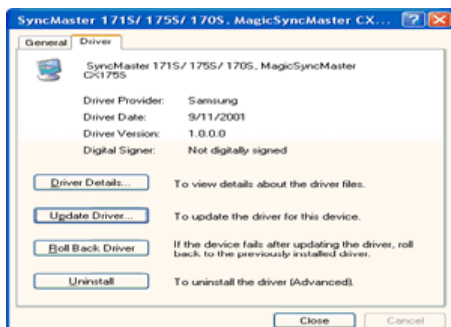 SyncMaster 171S/ 175S/ 170S, MagicSyncMaster CX...
General
Driver
SyncMaster 171S/ 175S/ 170S, MagicSyncMaster
CX175S
Driver Provider: Samsung
Driver Date: 9/11/2001
Driver Version: 1.0.0.0
Digital Signer: Not digitally signed
Driver Details... To view details about the driver files.
Update Driver... To update the driver for this device.
Roll Back Driver If the device fails after updating the driver, roll
back to the previously installed driver.
Uninstall To uninstall the driver (Advanced).
Close Cancel